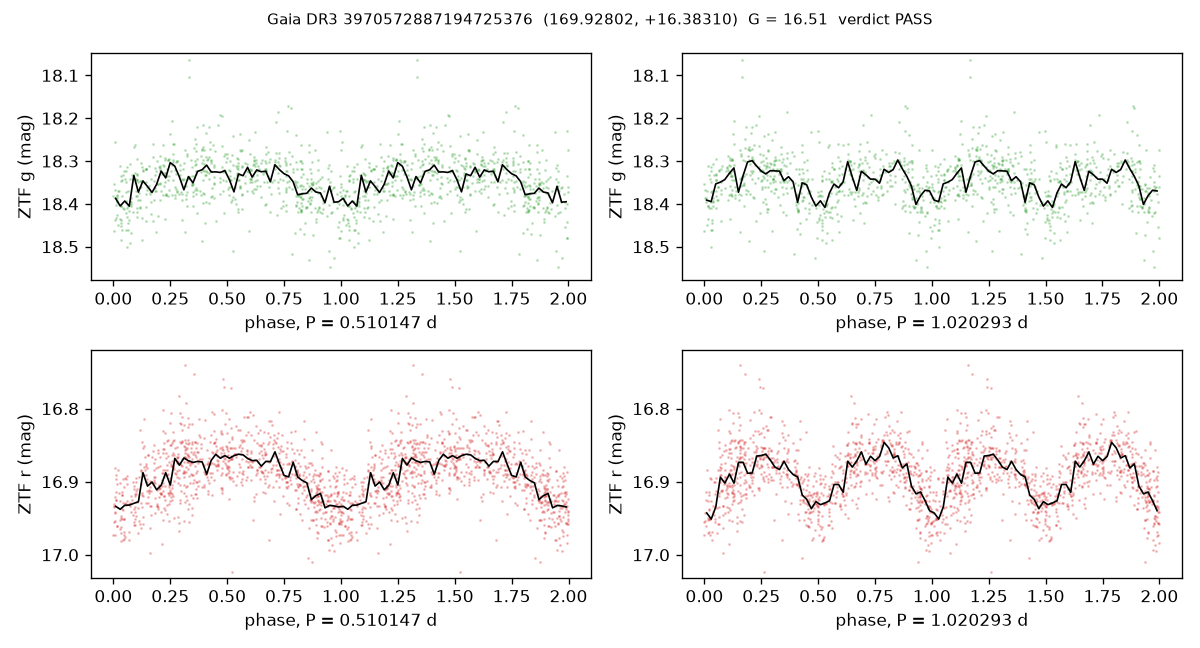 Gaia DR3 3970572887194725376 (169.92802, +16.38310) G = 16.51 verdict PASS
ZTF g (mag)
18.1
18.2
18.3
18.4
18.5
0.00 0.25 0.50 0.75 1.00 1.25 1.50 1.75 2.00
phase, P = 0.510147 d
ZTF g (mag)
18.1
18.2
18.3
18.4
18.5
0.00 0.25 0.50 0.75 1.00 1.25 1.50 1.75 2.00
phase, P = 1.020293 d
ZTF r (mag)
16.8
16.9
17.0
0.00 0.25 0.50 0.75 1.00 1.25 1.50 1.75 2.00
phase, P = 0.510147 d
ZTF r (mag)
16.8
16.9
17.0
0.00 0.25 0.50 0.75 1.00 1.25 1.50 1.75 2.00
phase, P = 1.020293 d